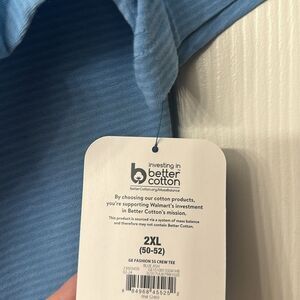 investing in
better
cotton
BetterCotton.org/MassBalance
By choosing our cotton products,
you're supporting Walmart's investment
in Better Cotton's mission.
This product is sourced via a system of mass balance
and therefore may not contain Better Cotton.
2XL
(50-52)
GE FASHION SS CREW TEE
BLUE ASH